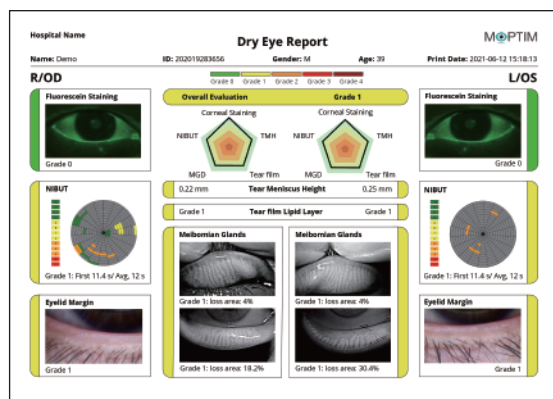 Hospital Name
Dry Eye Report
MOPTIM
Name: Demo
ID: 202019283656
Gender: M
Age: 39
Print Date: 2021-06-12 15:18:13
R/OD
Grade 0 Grade 1 Grade 2 Grade 3 Grade 4
L/OS
Fluorescein Staining
Grade 0
NIBUT
Grade 1: First 11.4 s/ Avg, 12 s
Eyelid Margin
Grade 1
Overall Evaluation Grade 1
Corneal Staining Corneal Staining
NIBUT TMH NIBUT TMH
MGD Tear film MGD Tear film
0.22 mm Tear Meniscus Height 0.25 mm
Grade 1 Tear film Lipid Layer Grade 1
Meibomian Glands
Grade 1: loss area: 4%
Grade 1: loss area: 18.2%
Meibomian Glands
Grade 1: loss area: 4%
Grade 1: loss area: 30.4%
Fluorescein Staining
Grade 0
NIBUT
Grade 1: First 11.4 s/ Avg, 12 s
Eyelid Margin
Grade 1